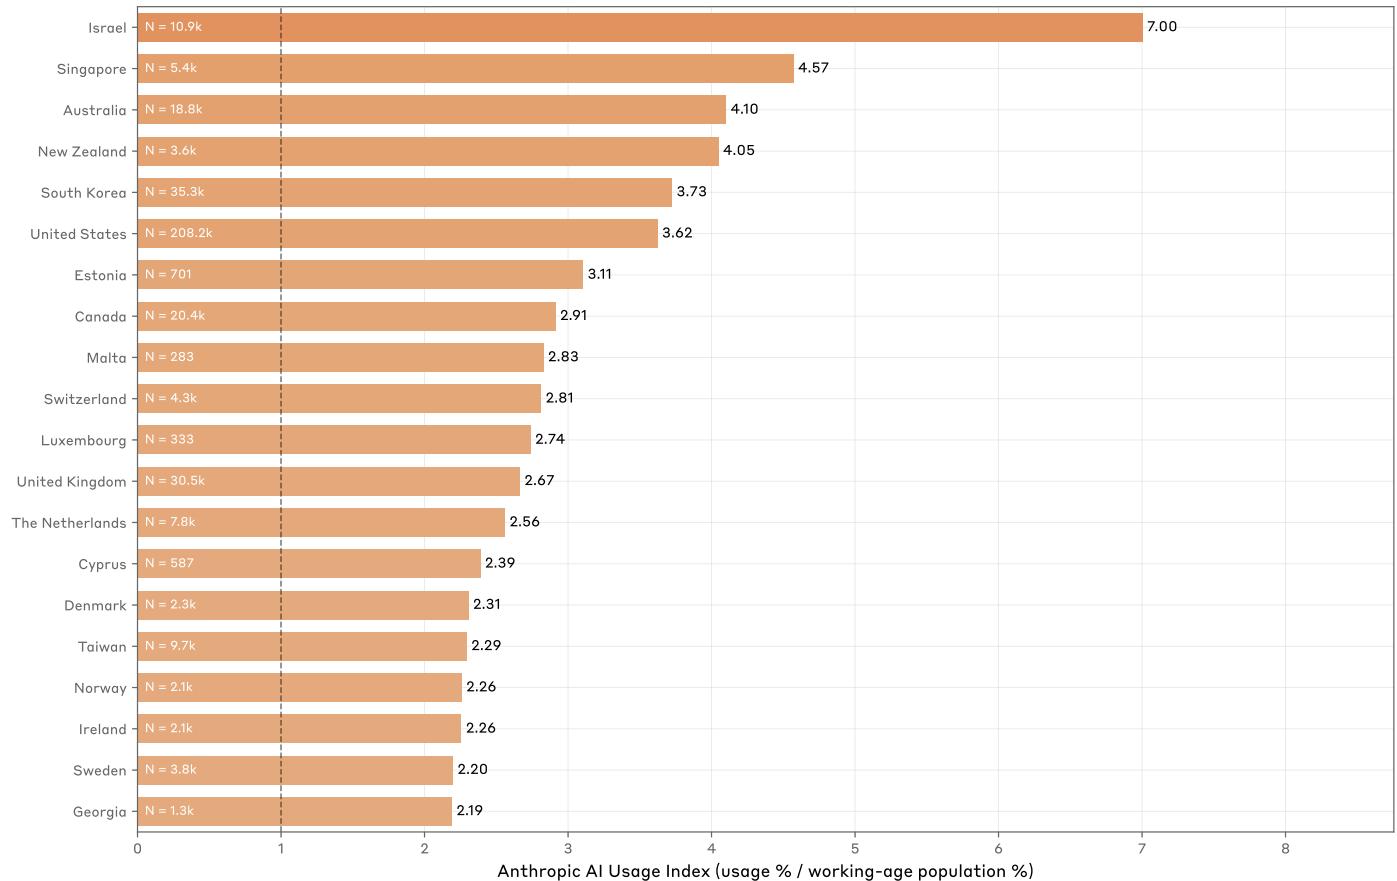 Israel N = 10.9k 7.00
Singapore N = 5.4k 4.57
Australia N = 18.8k 4.10
New Zealand N = 3.6k 4.05
South Korea N = 35.3k 3.73
United States N = 208.2k 3.62
Estonia N = 701 3.11
Canada N = 20.4k 2.91
Malta N = 283 2.83
Switzerland N = 4.3k 2.81
Luxembourg N = 333 2.74
United Kingdom N = 30.5k 2.67
The Netherlands N = 7.8k 2.56
Cyprus N = 587 2.39
Denmark N = 2.3k 2.31
Taiwan N = 9.7k 2.29
Norway N = 2.1k 2.26
Ireland N = 2.1k 2.26
Sweden N = 3.8k 2.20
Georgia N = 1.3k 2.19
0 1 2 3 4 5 6 7 8
Anthropic AI Usage Index (usage % / working-age population %)